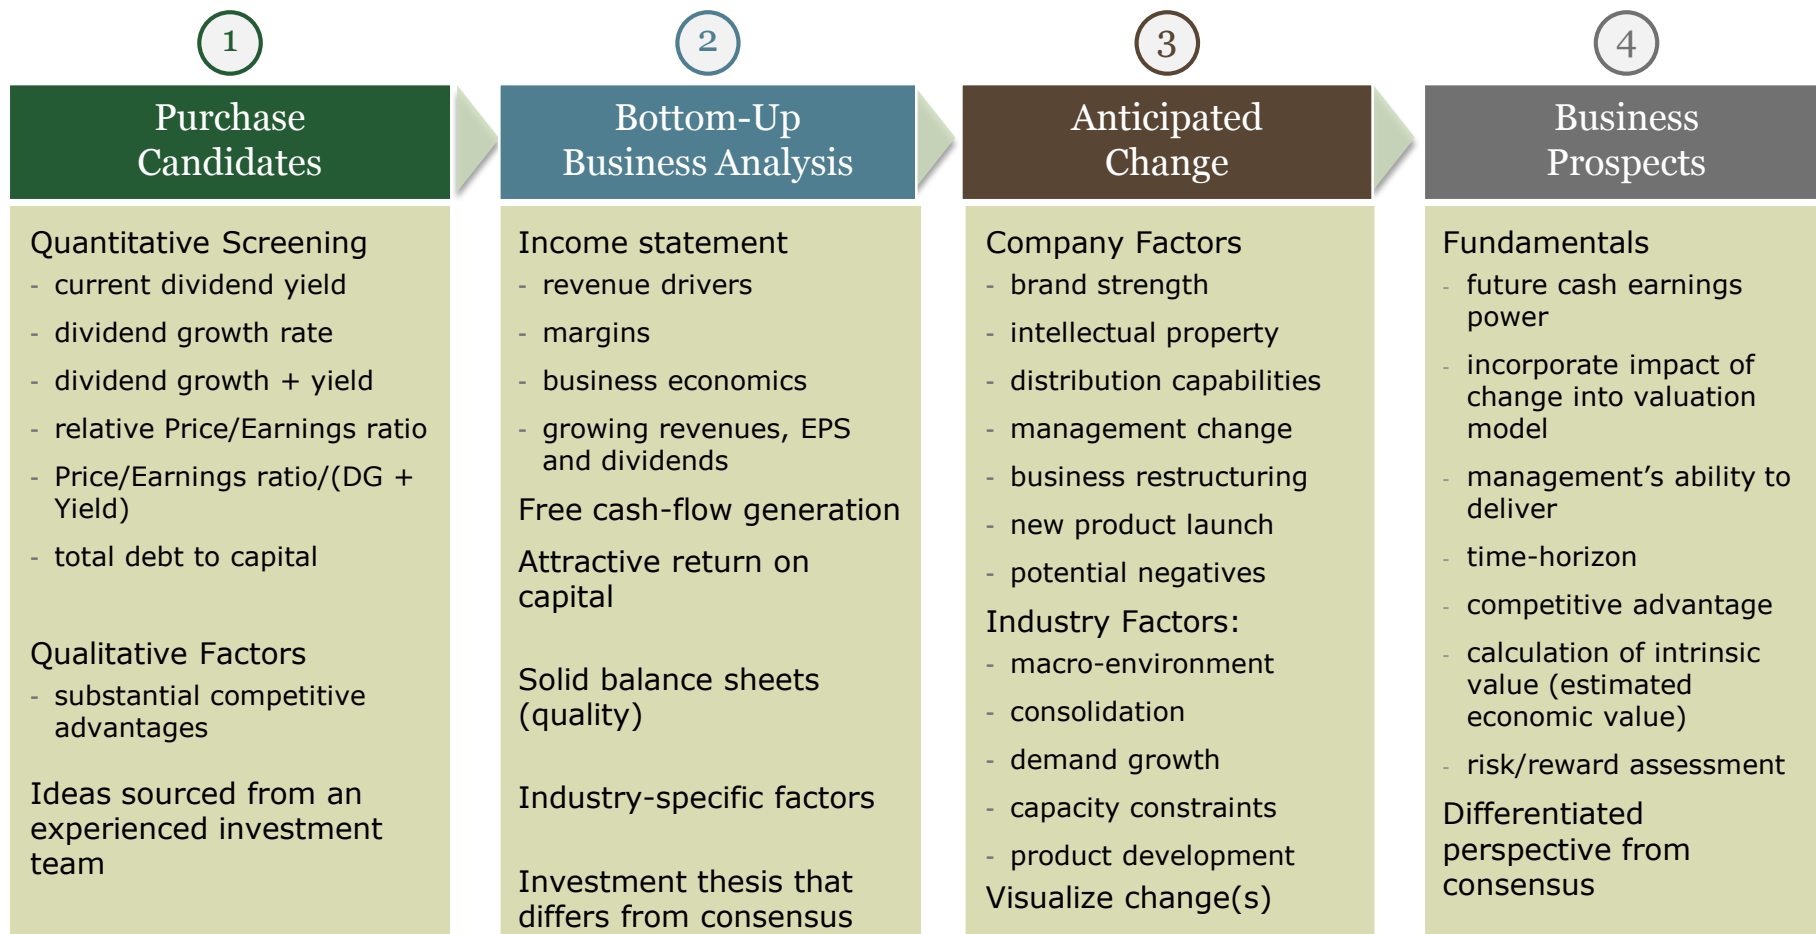 1
Purchase
Candidates
Quantitative Screening
- current dividend yield
- dividend growth rate
- dividend growth + yield
- relative Price/Earnings ratio
- Price/Earnings ratio/(DG +
Yield)
- total debt to capital
Qualitative Factors
- substantial competitive
advantages
Ideas sourced from an
experienced investment
team
2
Bottom-Up
Business Analysis
Income statement
- revenue drivers
- margins
- business economics
- growing revenues, EPS
and dividends
Free cash-flow generation
Attractive return on
capital
Solid balance sheets
(quality)
Industry-specific factors
Investment thesis that
differs from consensus
3
Anticipated
Change
Company Factors
- brand strength
- intellectual property
- distribution capabilities
- management change
- business restructuring
- new product launch
- potential negatives
Industry Factors:
- macro-environment
- consolidation
- demand growth
- capacity constraints
- product development
Visualize change(s)
4
Business
Prospects
Fundamentals
- future cash earnings
power
- incorporate impact of
change into valuation
model
- management’s ability to
deliver
- time-horizon
- competitive advantage
- calculation of intrinsic
value (estimated
economic value)
- risk/reward assessment
Differentiated
perspective from
consensus